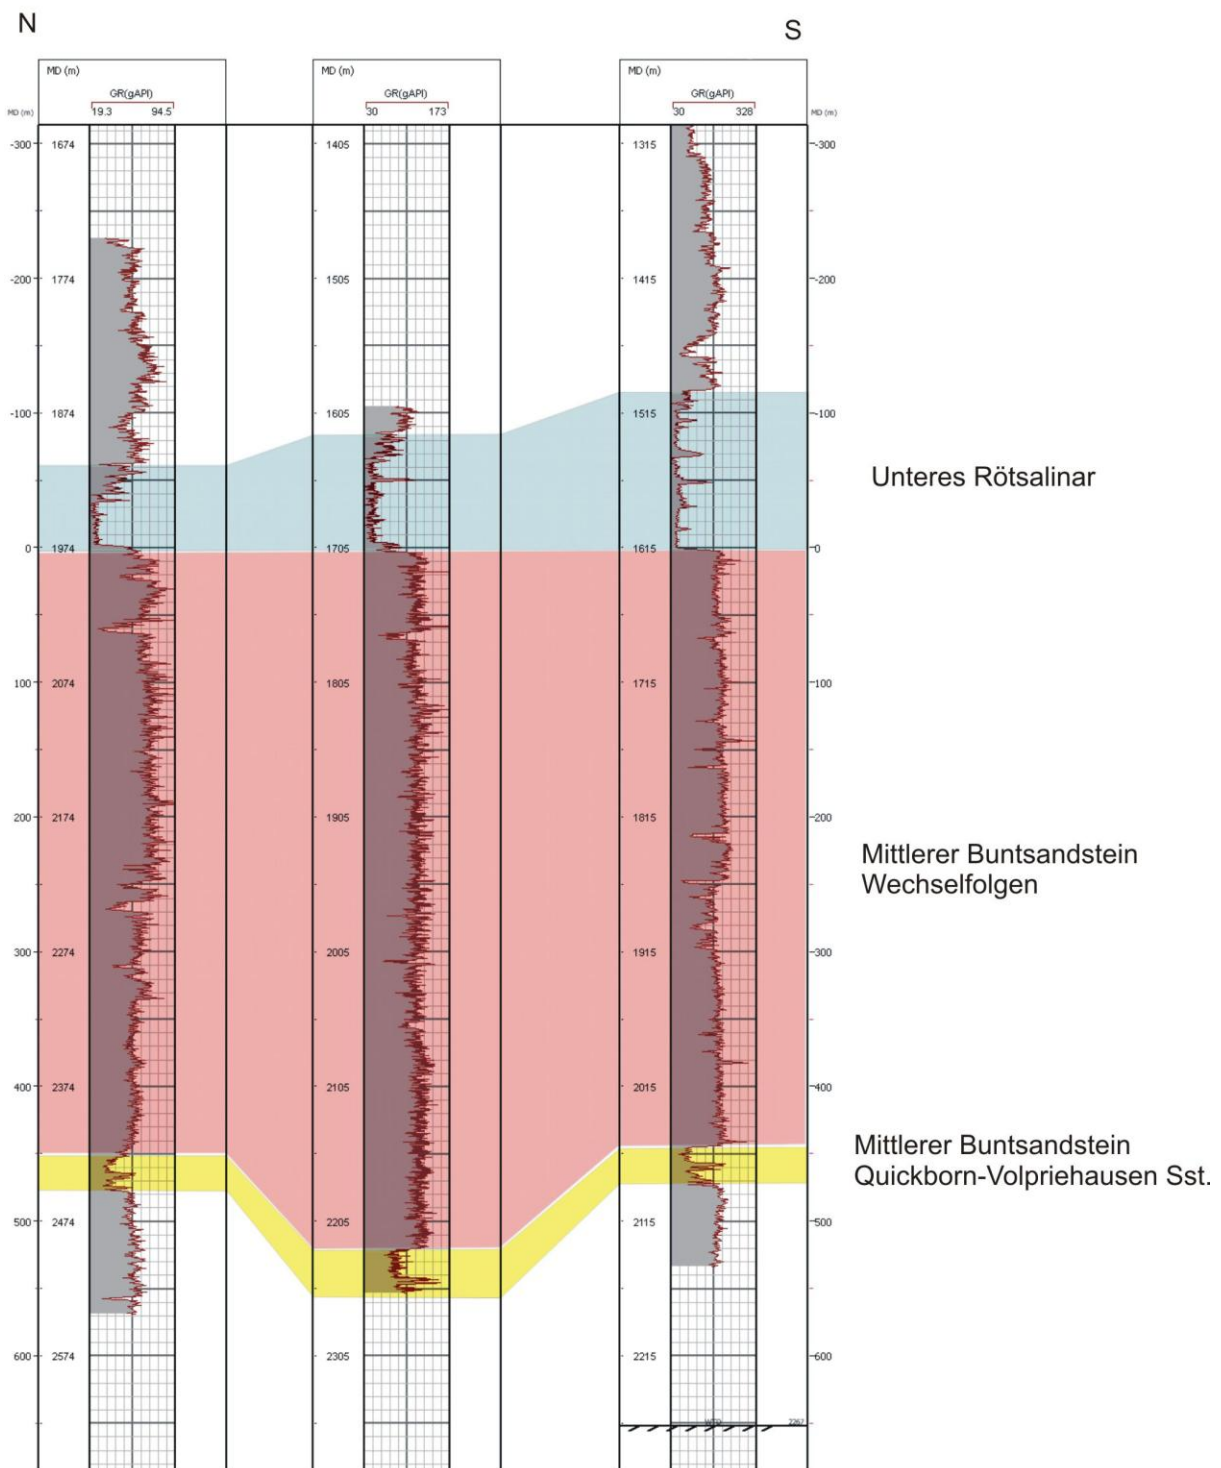 N
S
MD (m)
MD (m)
MD (m)
GR(gAPI)
GR(gAPI)
GR(gAPI)
MD (m)
19.3 94.5
30 173
30 328
MD (m)
-300 1674 1405 1315 -300
-200 1774 1505 1415 -200
-100 1874 1605 1515 -100
Unteres Rötsalinar
0 1974 1705 1615 0
100 2074 1805 1715 100
200 2174 1905 1815 200
Mittlerer Buntsandstein
Wechselfolgen
300 2274 2005 1915 300
400 2374 2105 2015 400
Mittlerer Buntsandstein
Quickborn-Volpriehausen Sst.
500 2474 2205 2115 500
600 2574 2305 2215 600
2267